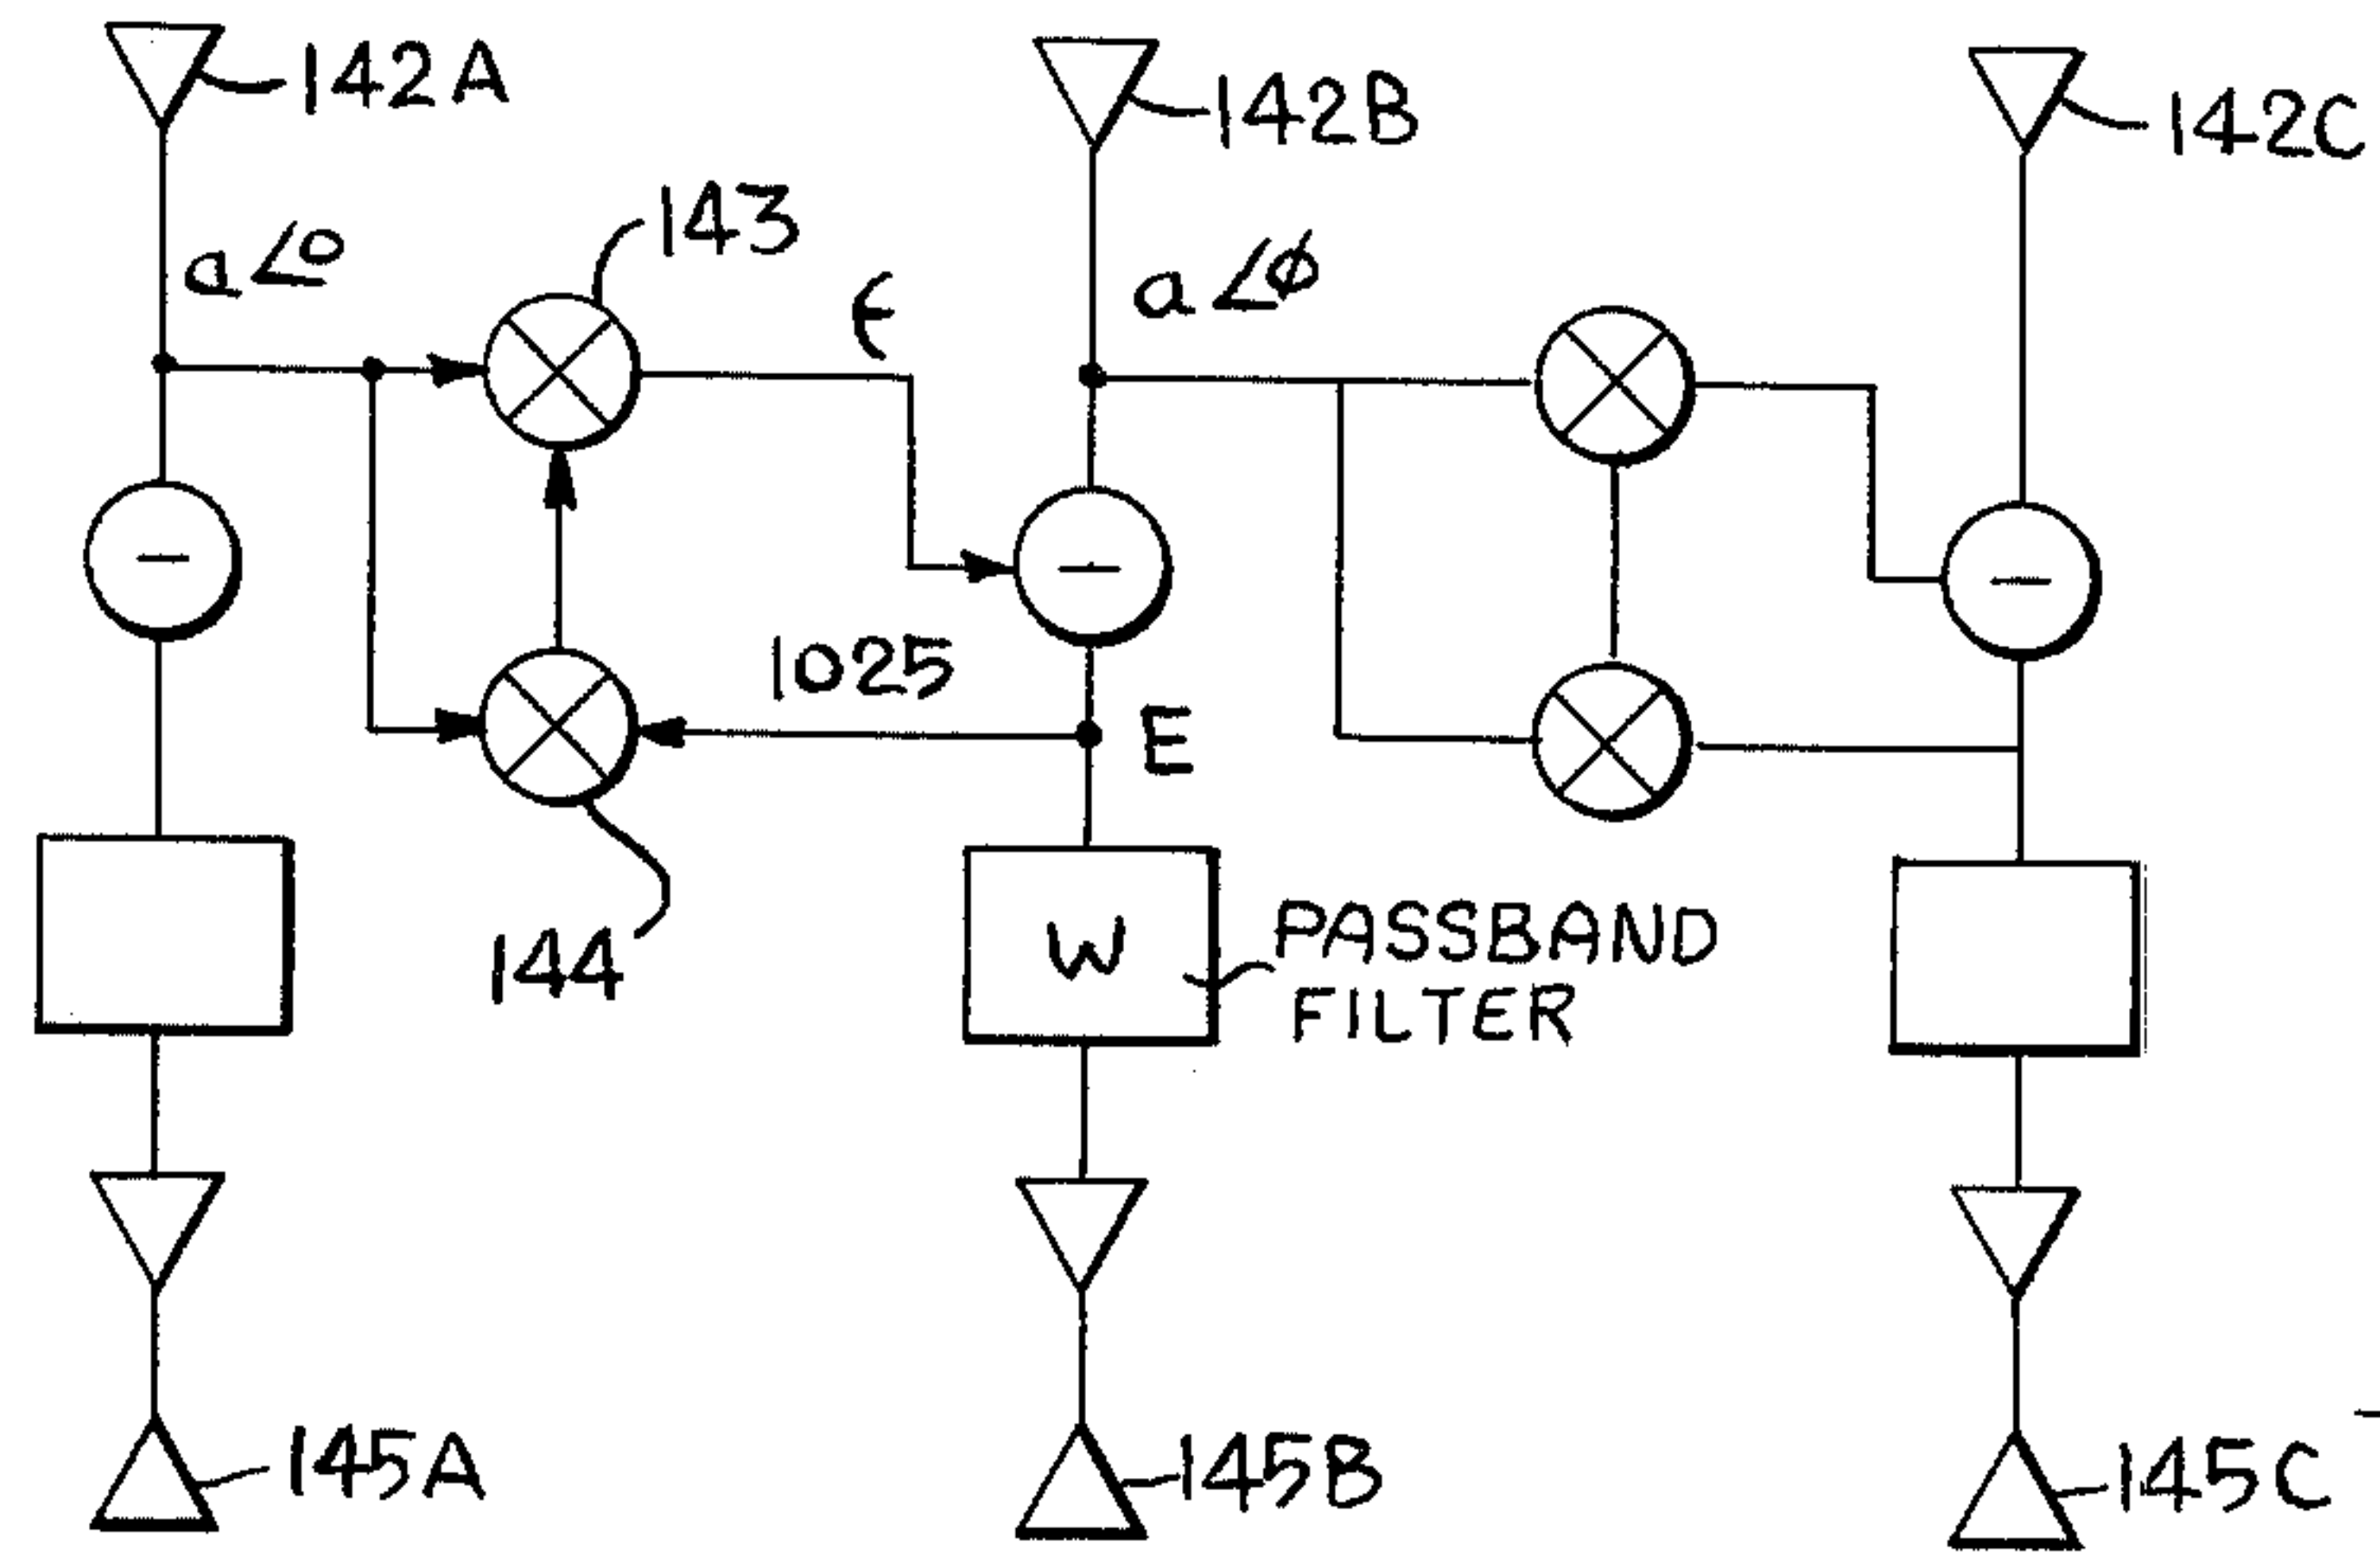 142A
142B
142C
143
a∠0
ϵ
a∠ϕ
−
−
−
1025
E
144
W
PASSBAND
FILTER
145A
145B
145C